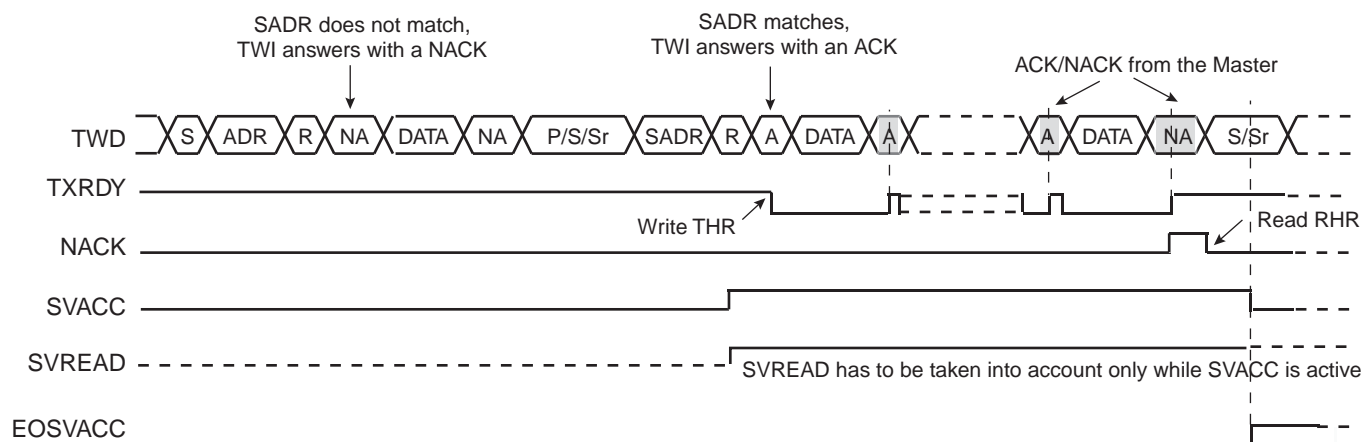 SADR does not match,
TWI answers with a NACK
SADR matches,
TWI answers with an ACK
ACK/NACK from the Master
TWD S ADR R NA DATA NA P/S/Sr SADR R A DATA A A DATA NA S/Sr
TXRDY
Write THR
Read RHR
NACK
SVACC
SVREAD
SVREAD has to be taken into account only while SVACC is active
EOSVACC